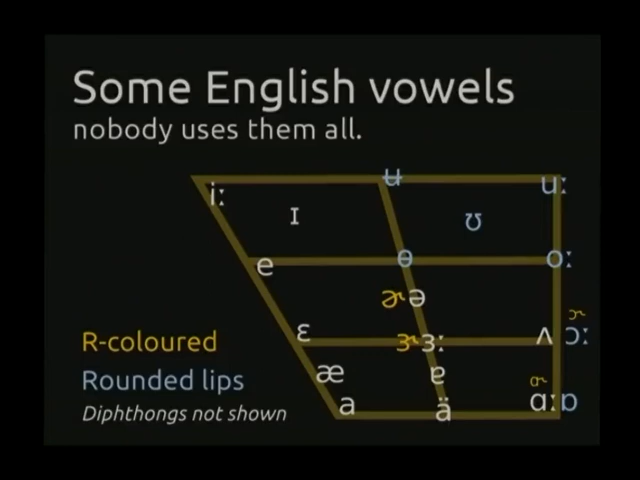 Some English vowels
nobody uses them all.
iː ʉ uː
ɪ ʊ
e ɵ oː
ɚ ə
ɛ ɝ ɜː ʌ ɔ˞ ɔː
æ ɐ
a ä ɑ˞ ɑː ɒ
R-coloured
Rounded lips
Diphthongs not shown